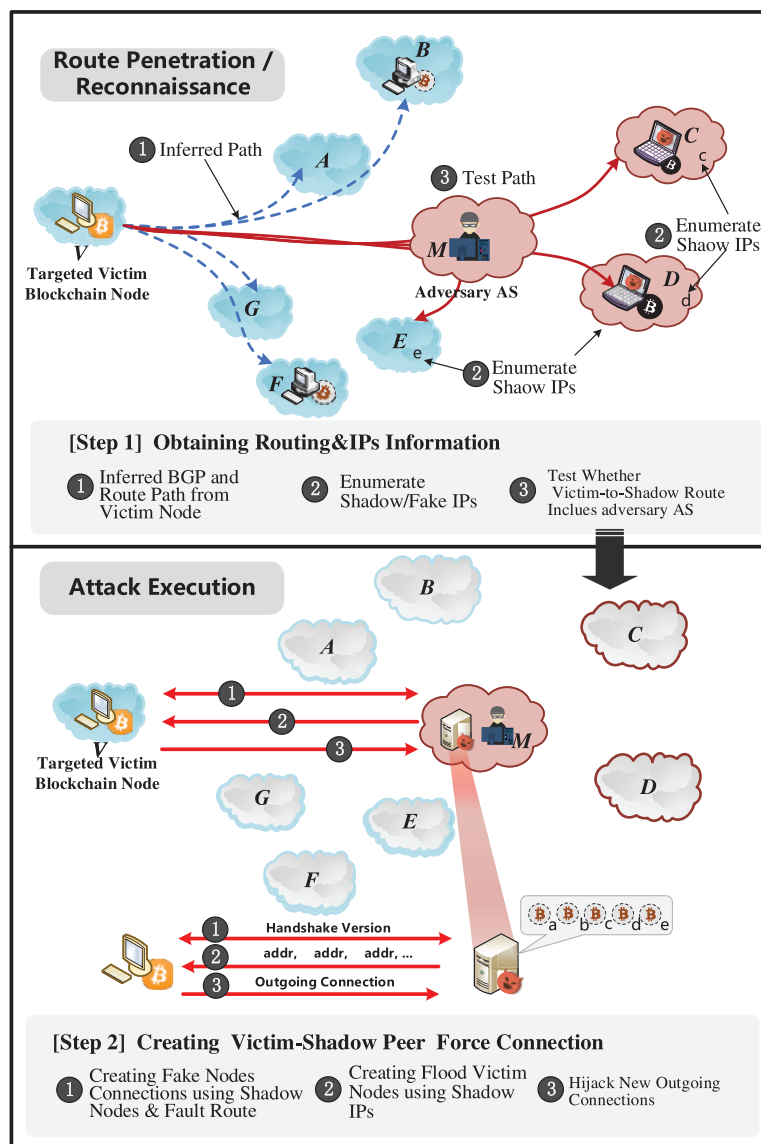 Route Penetration /
Reconnaissance
B
1 Inferred Path
A
C
c
3 Test Path
2 Enumerate
Shaow IPs
V
Targeted Victim
Blockchain Node
M
Adversary AS
D
d
G
E
e
2 Enumerate
Shaow IPs
F
[Step 1] Obtaining Routing&IPs Information
1 Inferred BGP and
Route Path from
Victim Node
2 Enumerate
Shadow/Fake IPs
3 Test Whether
Victim-to-Shadow Route
Inclues adversary AS
Attack Execution
B
A
C
1
2
3
V
Targeted Victim
Blockchain Node
M
G
E
D
F
1 Handshake Version
2 addr, addr, addr, ...
3 Outgoing Connection
a b c d e
[Step 2] Creating Victim-Shadow Peer Force Connection
1 Creating Fake Nodes
Connections using Shadow
Nodes & Fault Route
2 Creating Flood Victim
Nodes using Shadow
IPs
3 Hijack New Outgoing
Connections